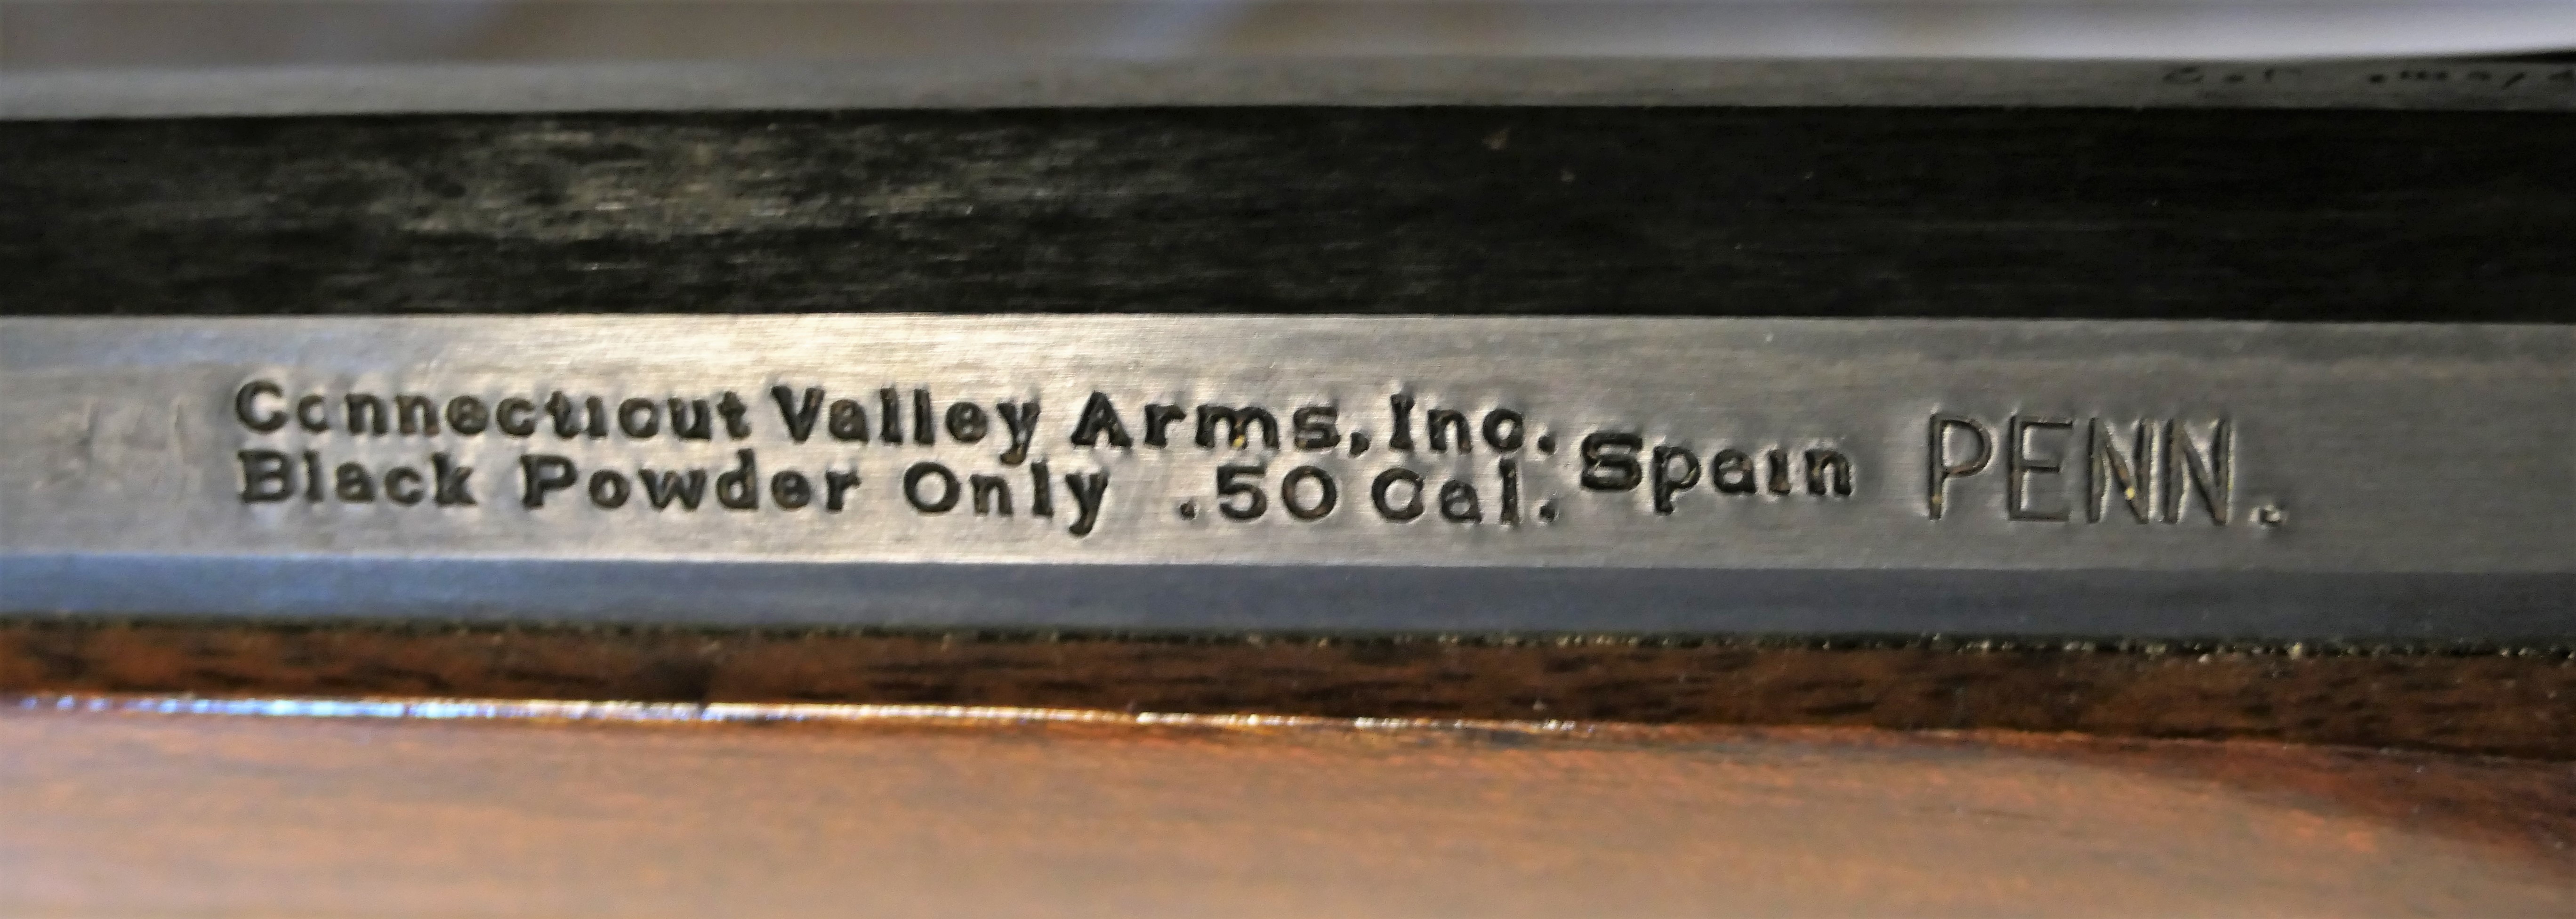 Connecticut Valley Arms, Inc. Spain PENN.
Black Powder Only .50 Cal.